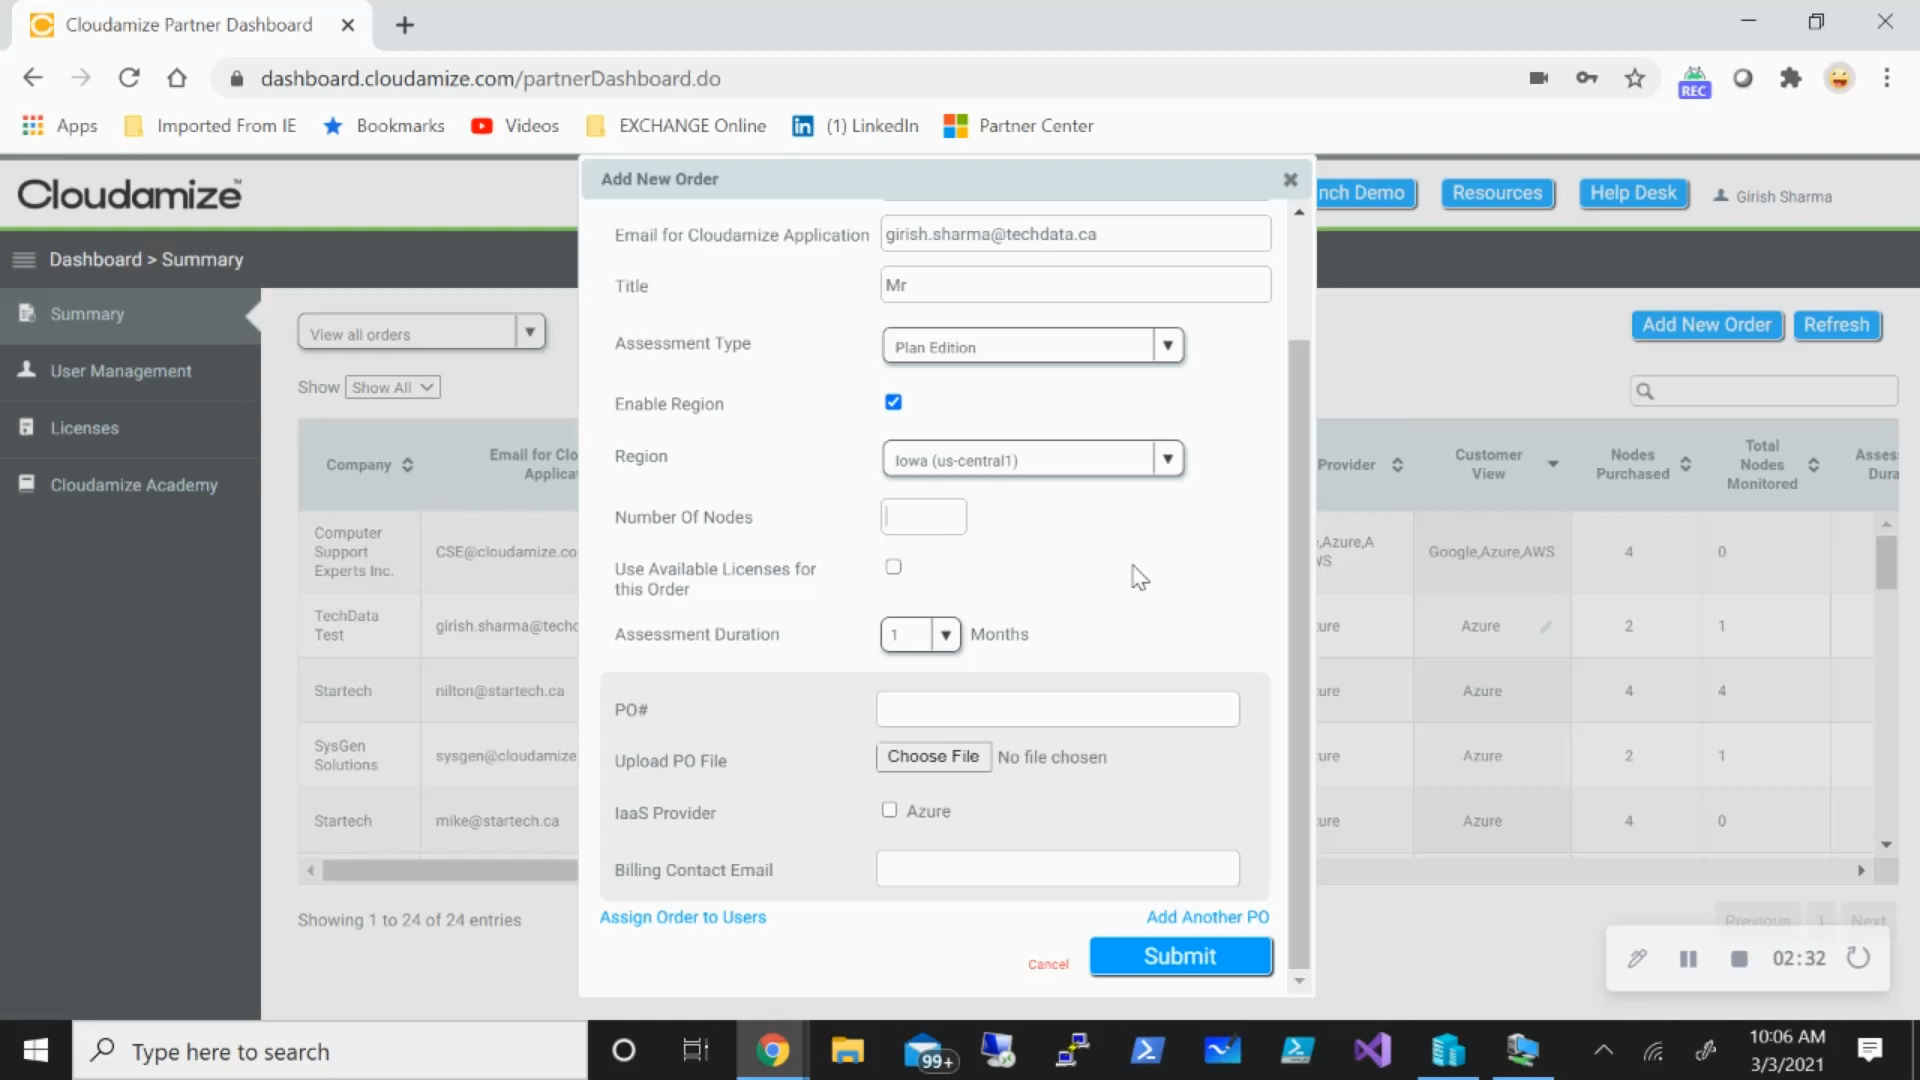 Cloudamize Partner Dashboard
dashboard.cloudamize.com/partnerDashboard.do
REC
Apps
Imported From IE
Bookmarks
Videos
EXCHANGE Online
(1) LinkedIn
Partner Center
Cloudamize™
nch Demo
Resources
Help Desk
Girish Sharma
Dashboard > Summary
Summary
User Management
Licenses
Cloudamize Academy
View all orders
Add New Order
Refresh
Show Show All
Company
Email for Clo
Applica
Provider
Customer
View
Nodes
Purchased
Total
Nodes
Monitored
Asses
Dura
Computer
Support
Experts Inc.
CSE@cloudamize.co
,Azure,A
WS
Google,Azure,AWS
4
0
TechData
Test
girish.sharma@techd
ure
Azure
2
1
Startech
nilton@startech.ca
ure
Azure
4
4
SysGen
Solutions
sysgen@cloudamize
ure
Azure
2
1
Startech
mike@startech.ca
ure
Azure
4
0
Showing 1 to 24 of 24 entries
Previous
1
Next
Add New Order
Email for Cloudamize Application
girish.sharma@techdata.ca
Title
Mr
Assessment Type
Plan Edition
Enable Region
Region
Iowa (us-central1)
Number Of Nodes
Use Available Licenses for
this Order
Assessment Duration
1
Months
PO#
Upload PO File
Choose File
No file chosen
IaaS Provider
Azure
Billing Contact Email
Assign Order to Users
Add Another PO
Cancel
Submit
02:32
Type here to search
99+
10:06 AM
3/3/2021